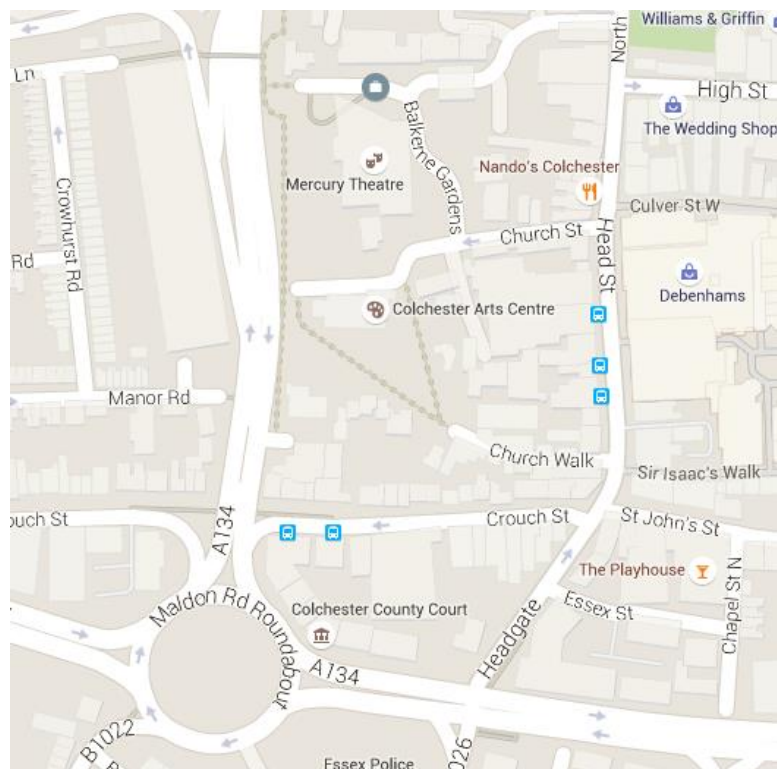 Williams & Griffin
North
Ln
High St
The Wedding Shop
Balkerne Gardens
Mercury Theatre
Nando's Colchester
Crowhurst Rd
Culver St W
Church St
Head St
Rd
Debenhams
Colchester Arts Centre
Manor Rd
Church Walk
Sir Isaac's Walk
ouch St
A134
Crouch St
St John's St
The Playhouse
Chapel St N
Maldon Rd Roundabout
Colchester County Court
Headgate
Essex St
A134
B1022
026
Essex Police